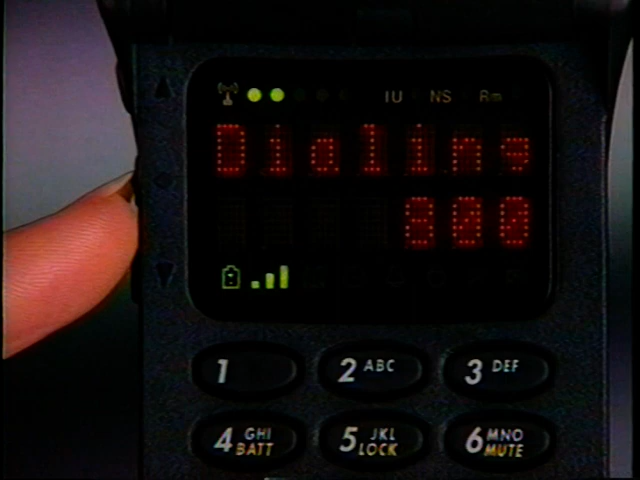 IU NS Rm
Dialing
800
1 2 ABC 3 DEF
4 GHI BATT 5 JKL LOCK 6 MNO MUTE